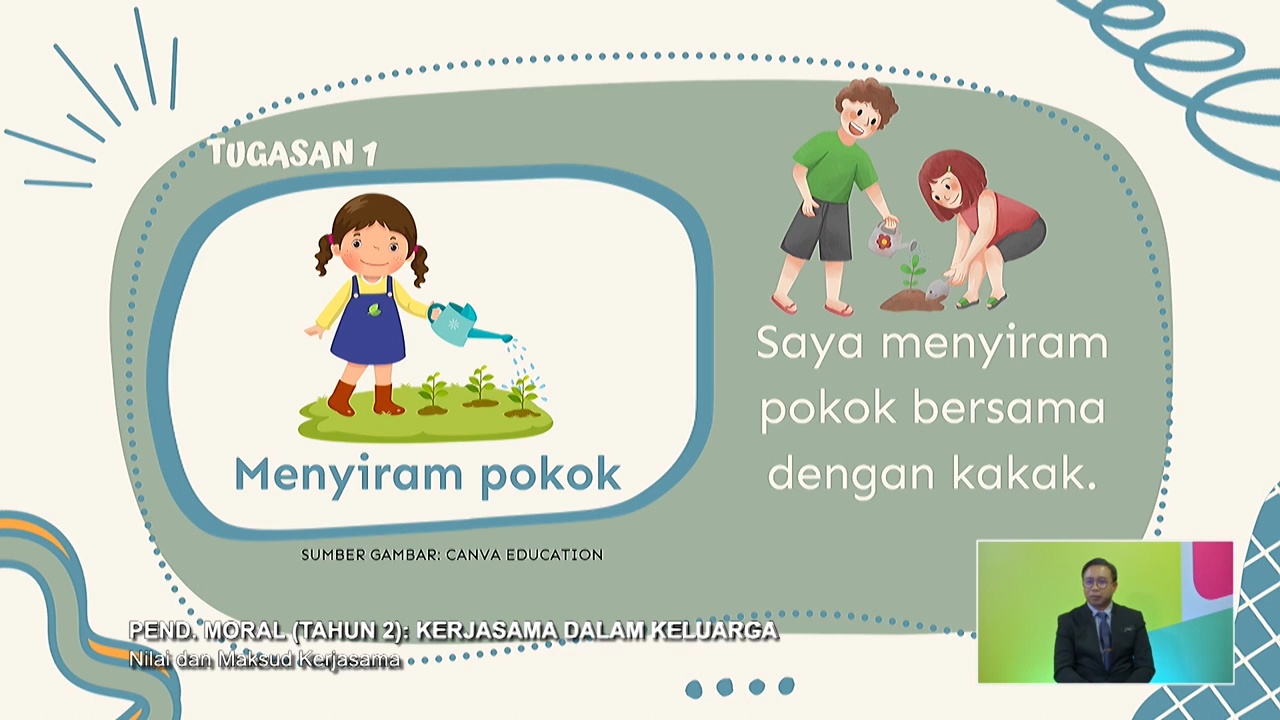 TUGASAN 1
Menyiram pokok
SUMBER GAMBAR: CANVA EDUCATION
Saya menyiram
pokok bersama
dengan kakak.
PEND. MORAL (TAHUN 2): KERJASAMA DALAM KELUARGA
Nilai dan Maksud Kerjasama